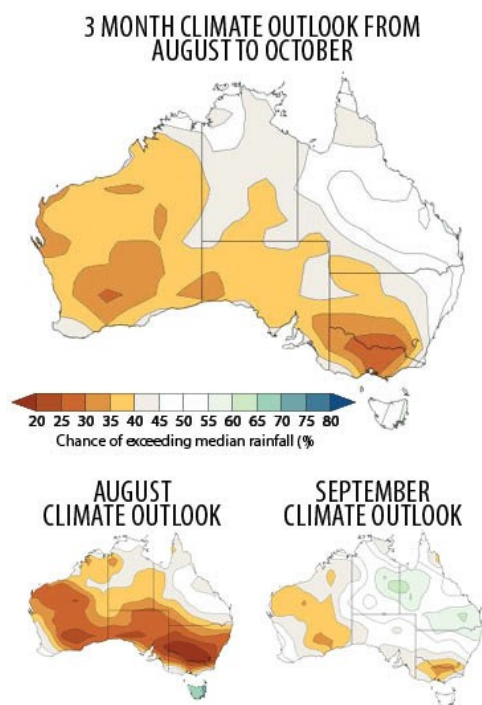 3 MONTH CLIMATE OUTLOOK FROM
AUGUST TO OCTOBER
20 25 30 35 40 45 50 55 60 65 70 75 80
Chance of exceeding median rainfall (%
AUGUST
CLIMATE OUTLOOK
SEPTEMBER
CLIMATE OUTLOOK